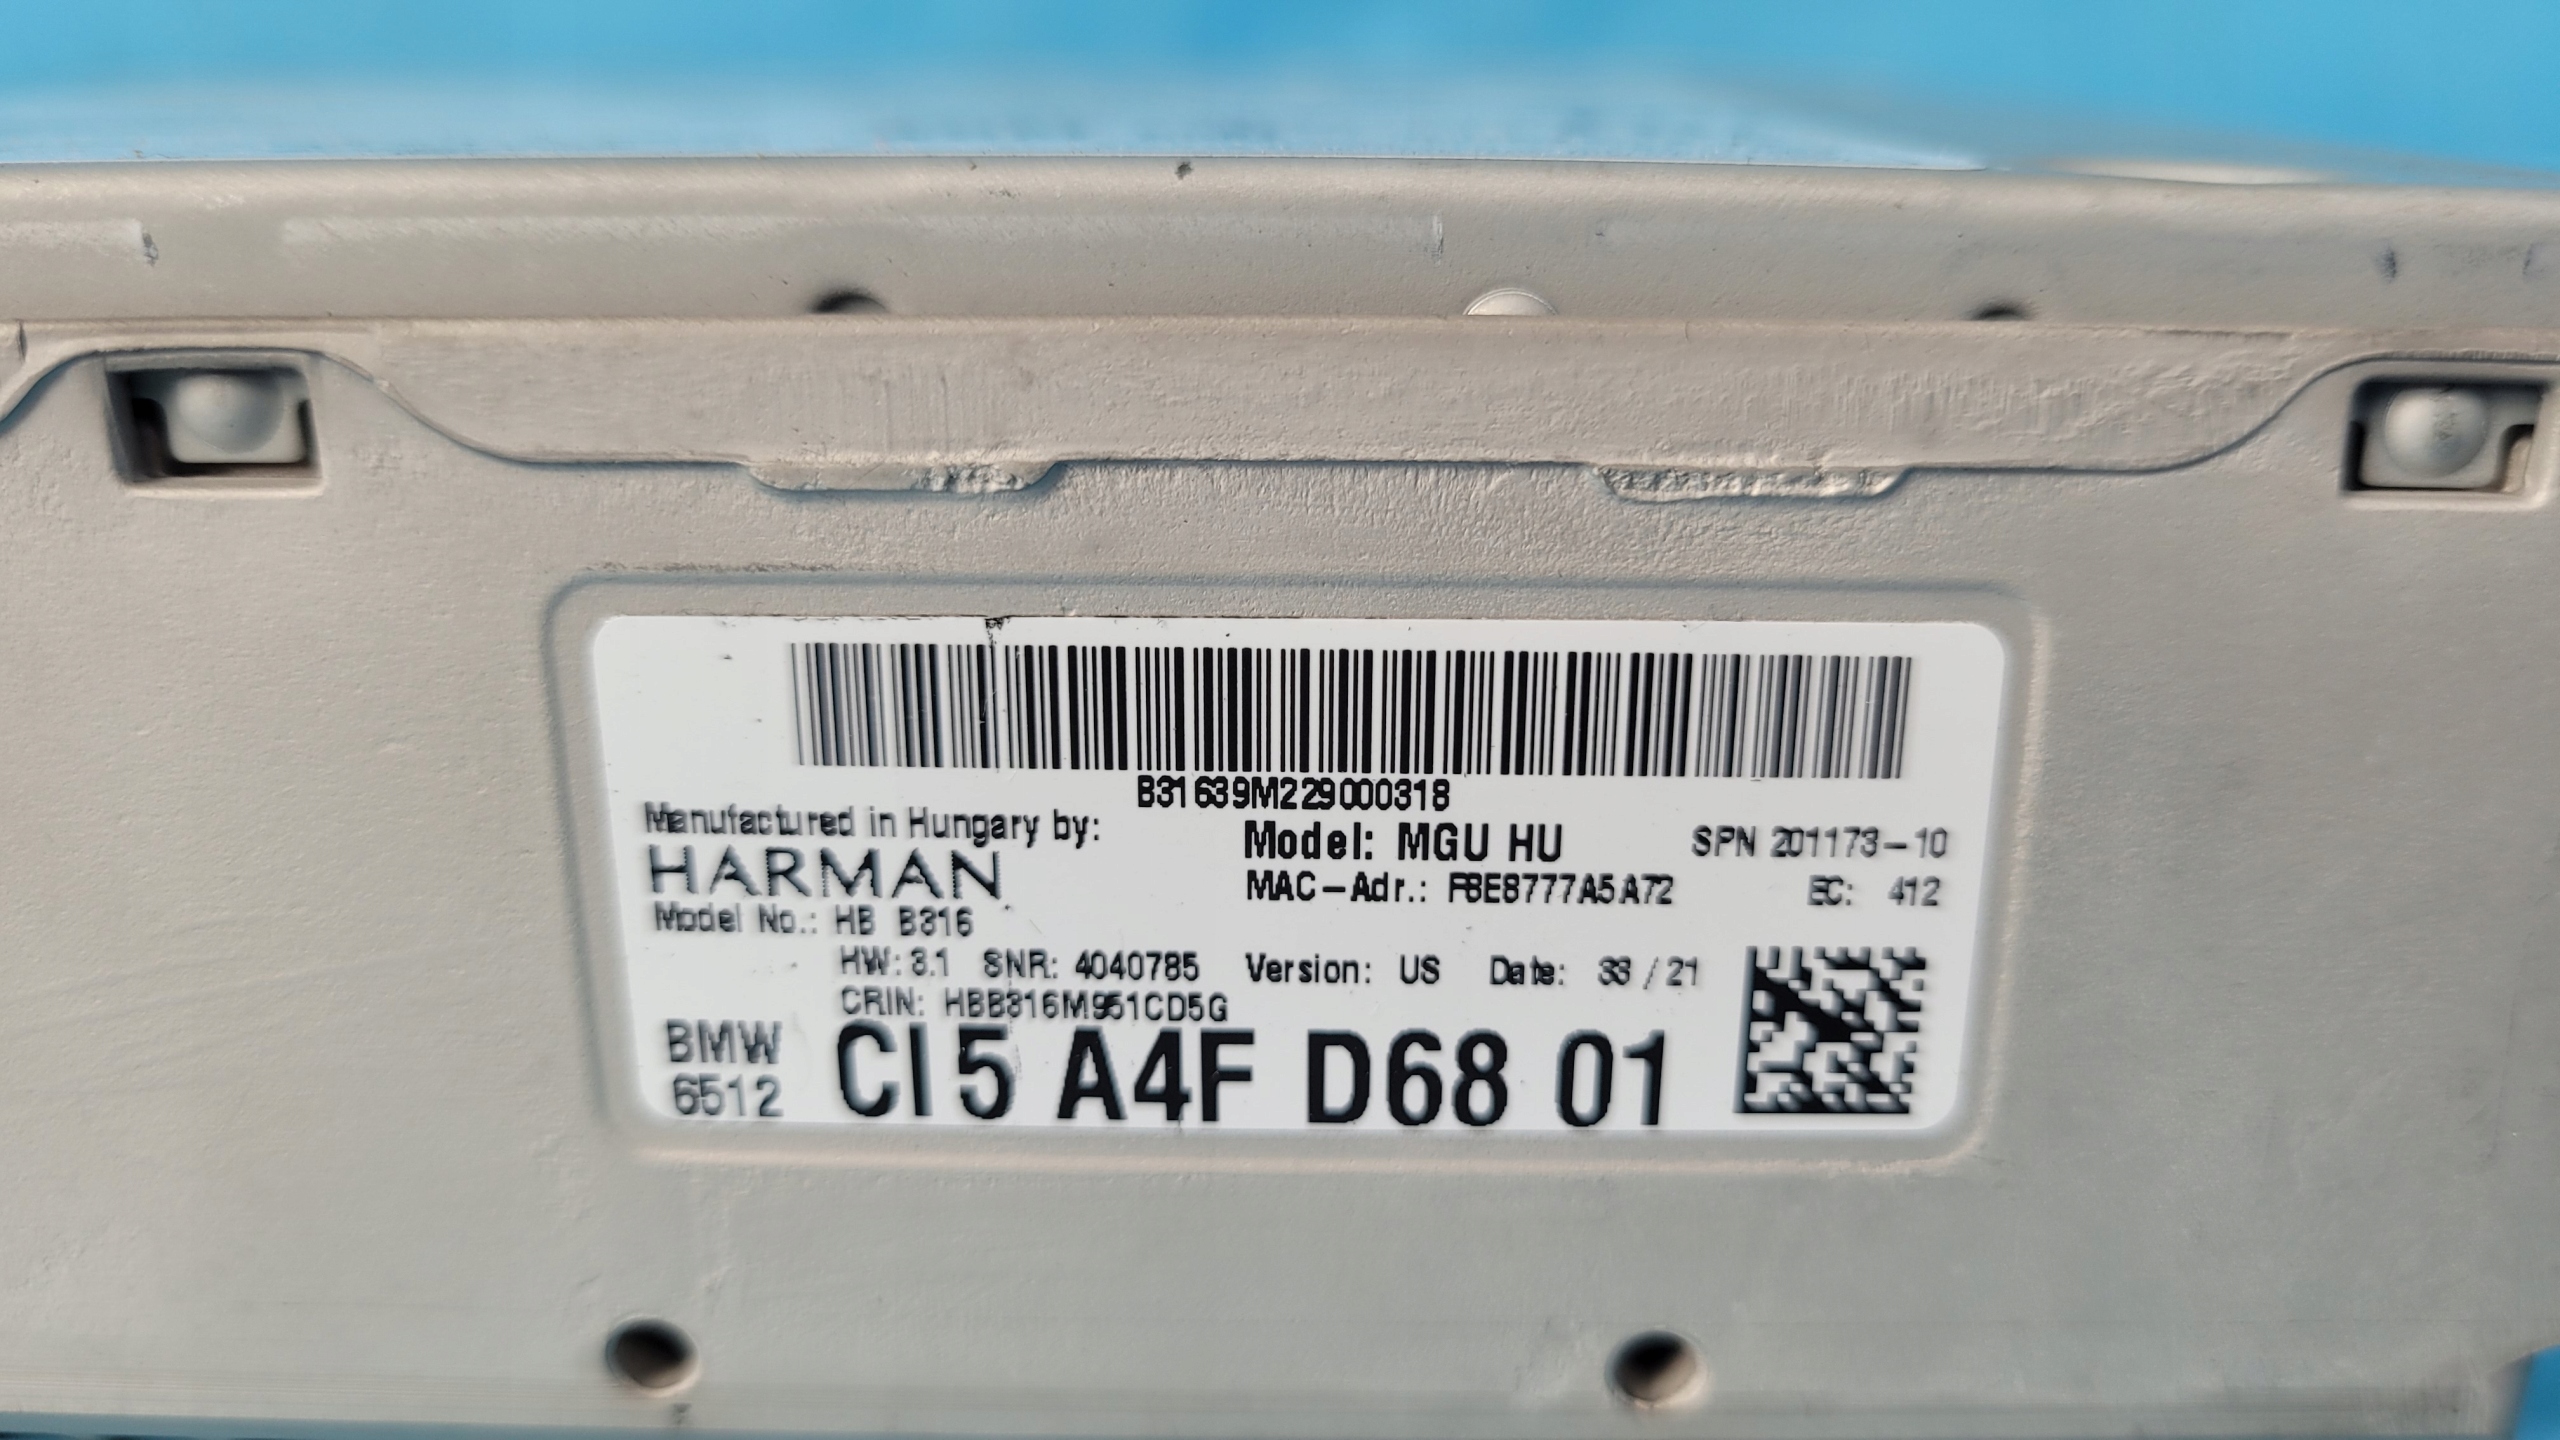 B31639M229000318
Manufactured in Hungary by:
HARMAN
Model: MGU HU
SPN 201173-10
MAC-Adr.: F8E8777A5A72
EC: 412
Model No.: HB B316
HW: 3.1 SNR: 4040785
Version: US Date: 33 / 21
CRIN: HBB316M951CD5G
BMW
6512
CI5 A4F D68 01